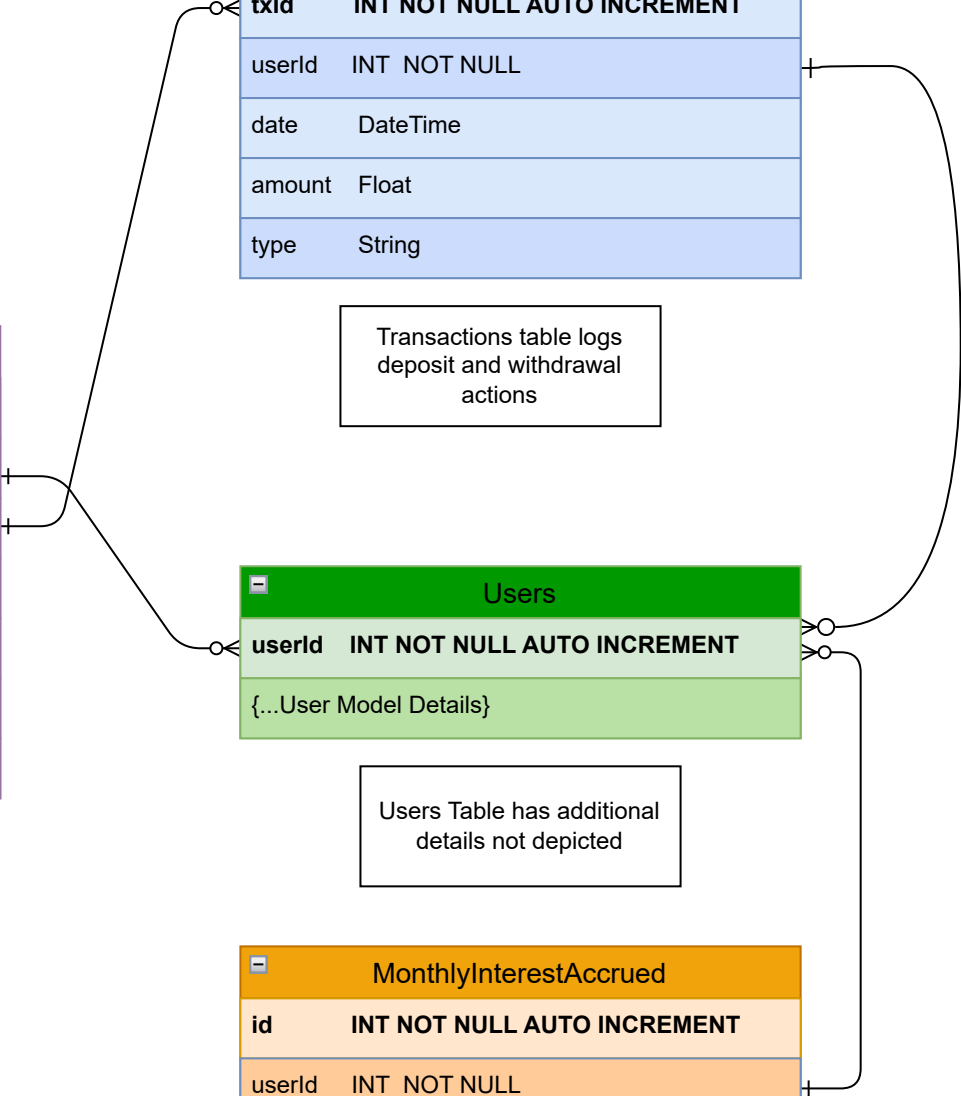 txId INT NOT NULL AUTO INCREMENT
userId INT NOT NULL
date DateTime
amount Float
type String
Transactions table logs
deposit and withdrawal
actions
Users
userId INT NOT NULL AUTO INCREMENT
{...User Model Details}
Users Table has additional
details not depicted
MonthlyInterestAccrued
id INT NOT NULL AUTO INCREMENT
userId INT NOT NULL